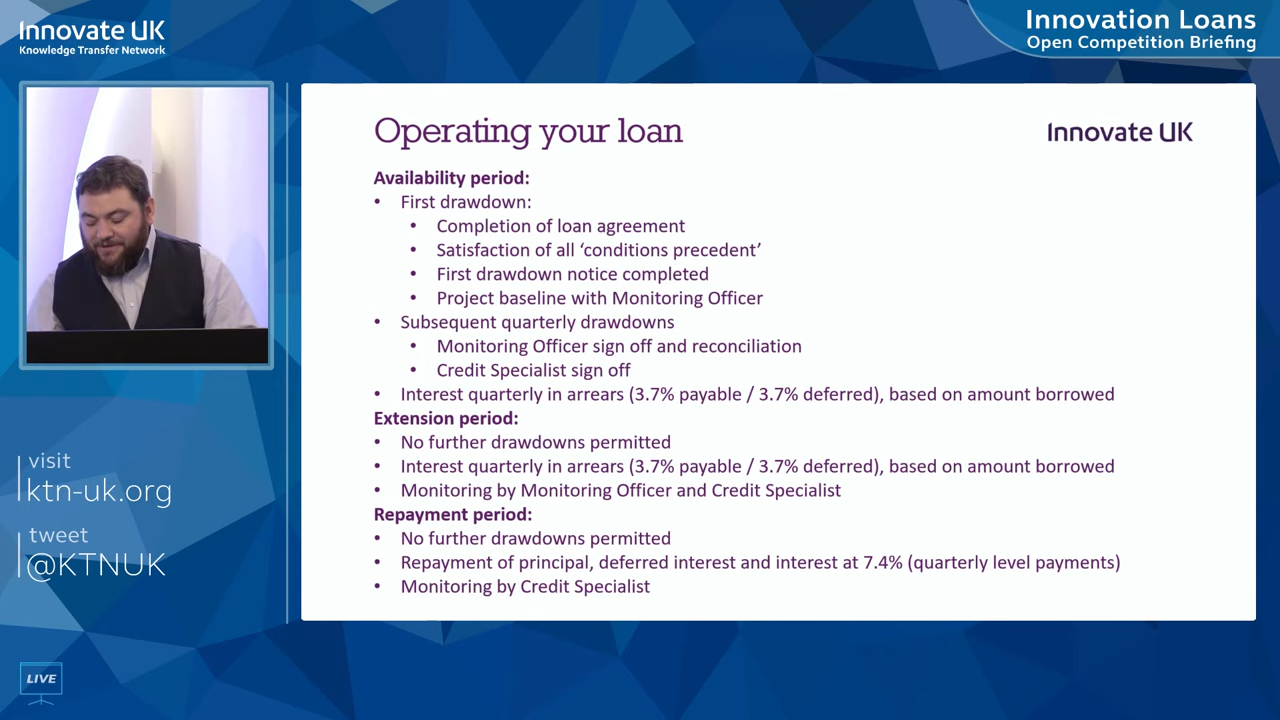 Innovate UK
Knowledge Transfer Network
Innovation Loans
Open Competition Briefing
Operating your loan
Innovate UK
Availability period:
• First drawdown:
• Completion of loan agreement
• Satisfaction of all ‘conditions precedent’
• First drawdown notice completed
• Project baseline with Monitoring Officer
• Subsequent quarterly drawdowns
• Monitoring Officer sign off and reconciliation
• Credit Specialist sign off
• Interest quarterly in arrears (3.7% payable / 3.7% deferred), based on amount borrowed
Extension period:
• No further drawdowns permitted
• Interest quarterly in arrears (3.7% payable / 3.7% deferred), based on amount borrowed
• Monitoring by Monitoring Officer and Credit Specialist
Repayment period:
• No further drawdowns permitted
• Repayment of principal, deferred interest and interest at 7.4% (quarterly level payments)
• Monitoring by Credit Specialist
visit
ktn-uk.org
tweet
@KTNUK
LIVE